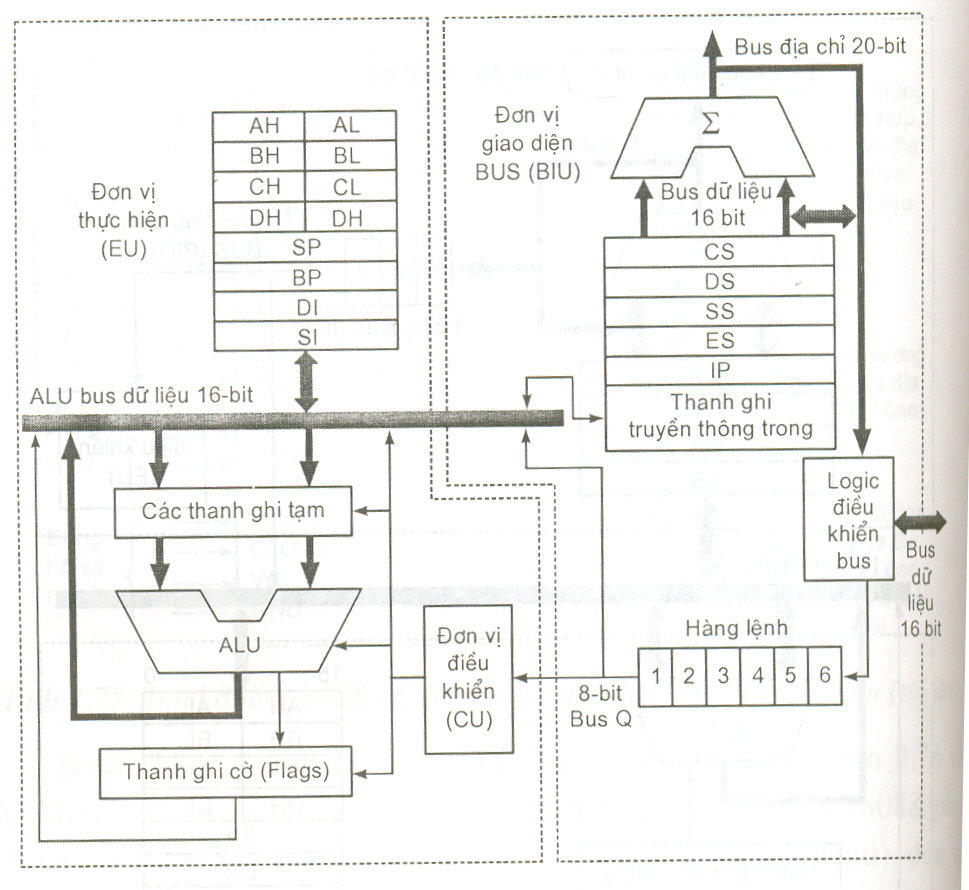 Bus địa chỉ 20-bit
Đơn vị
giao diện
BUS (BIU)
Σ
Bus dữ liệu
16 bit
AH AL
BH BL
CH CL
DH DH
SP
BP
DI
SI
Đơn vị
thực hiện
(EU)
CS
DS
SS
ES
IP
Thanh ghi
truyền thông trong
ALU bus dữ liệu 16-bit
Các thanh ghi tạm
ALU
Thanh ghi cờ (Flags)
Đơn vị
điều
khiển
(CU)
Logic
điều
khiển
bus
Bus
dữ
liệu
16 bit
Hàng lệnh
1 2 3 4 5 6
8-bit
Bus Q